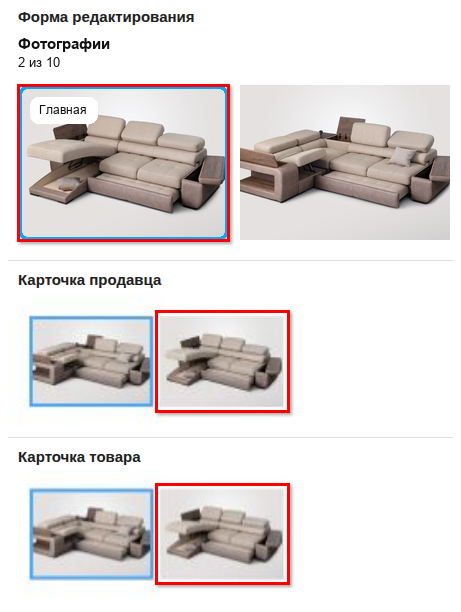 Форма редактирования
Фотографии
2 из 10
Главная
Карточка продавца
Карточка товара